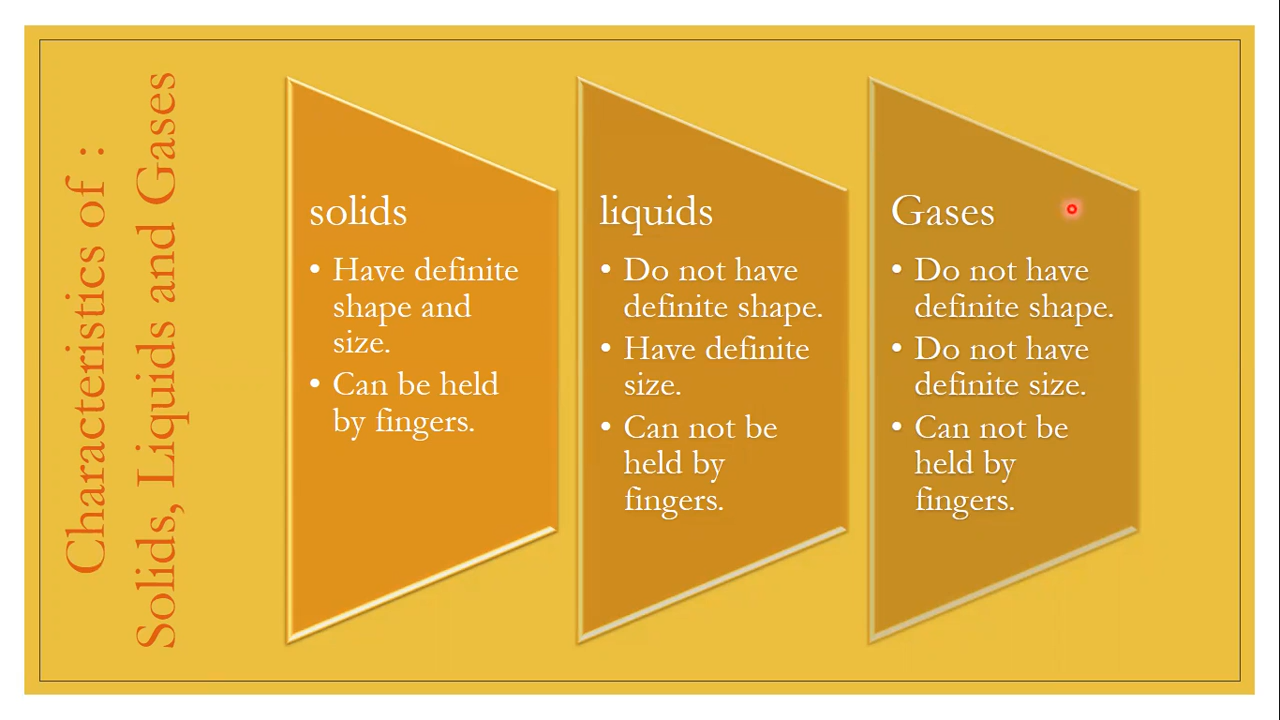 Characteristics of :
Solids, Liquids and Gases
solids
• Have definite
shape and
size.
• Can be held
by fingers.
liquids
• Do not have
definite shape.
• Have definite
size.
• Can not be
held by
fingers.
Gases
• Do not have
definite shape.
• Do not have
definite size.
• Can not be
held by
fingers.